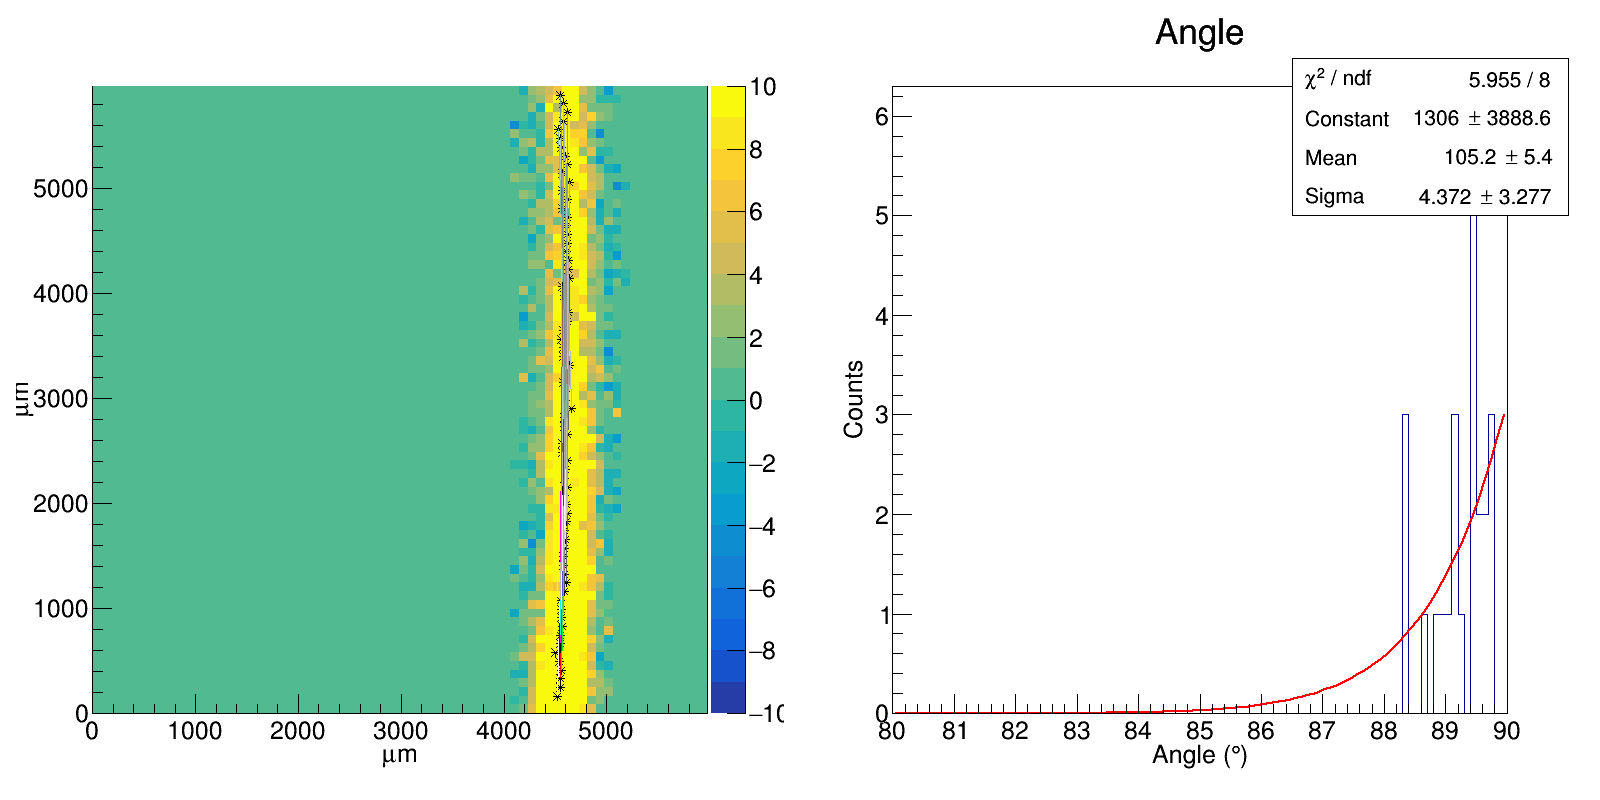 Angle
χ² / ndf 5.955 / 8
Constant 1306 ± 3888.6
Mean 105.2 ± 5.4
Sigma 4.372 ± 3.277
μm
5000
4000
3000
2000
1000
0
0 1000 2000 3000 4000 5000
μm
10
8
6
4
2
0
−2
−4
−6
−8
−10
Counts
6
5
4
3
2
1
0
80 81 82 83 84 85 86 87 88 89 90
Angle (°)